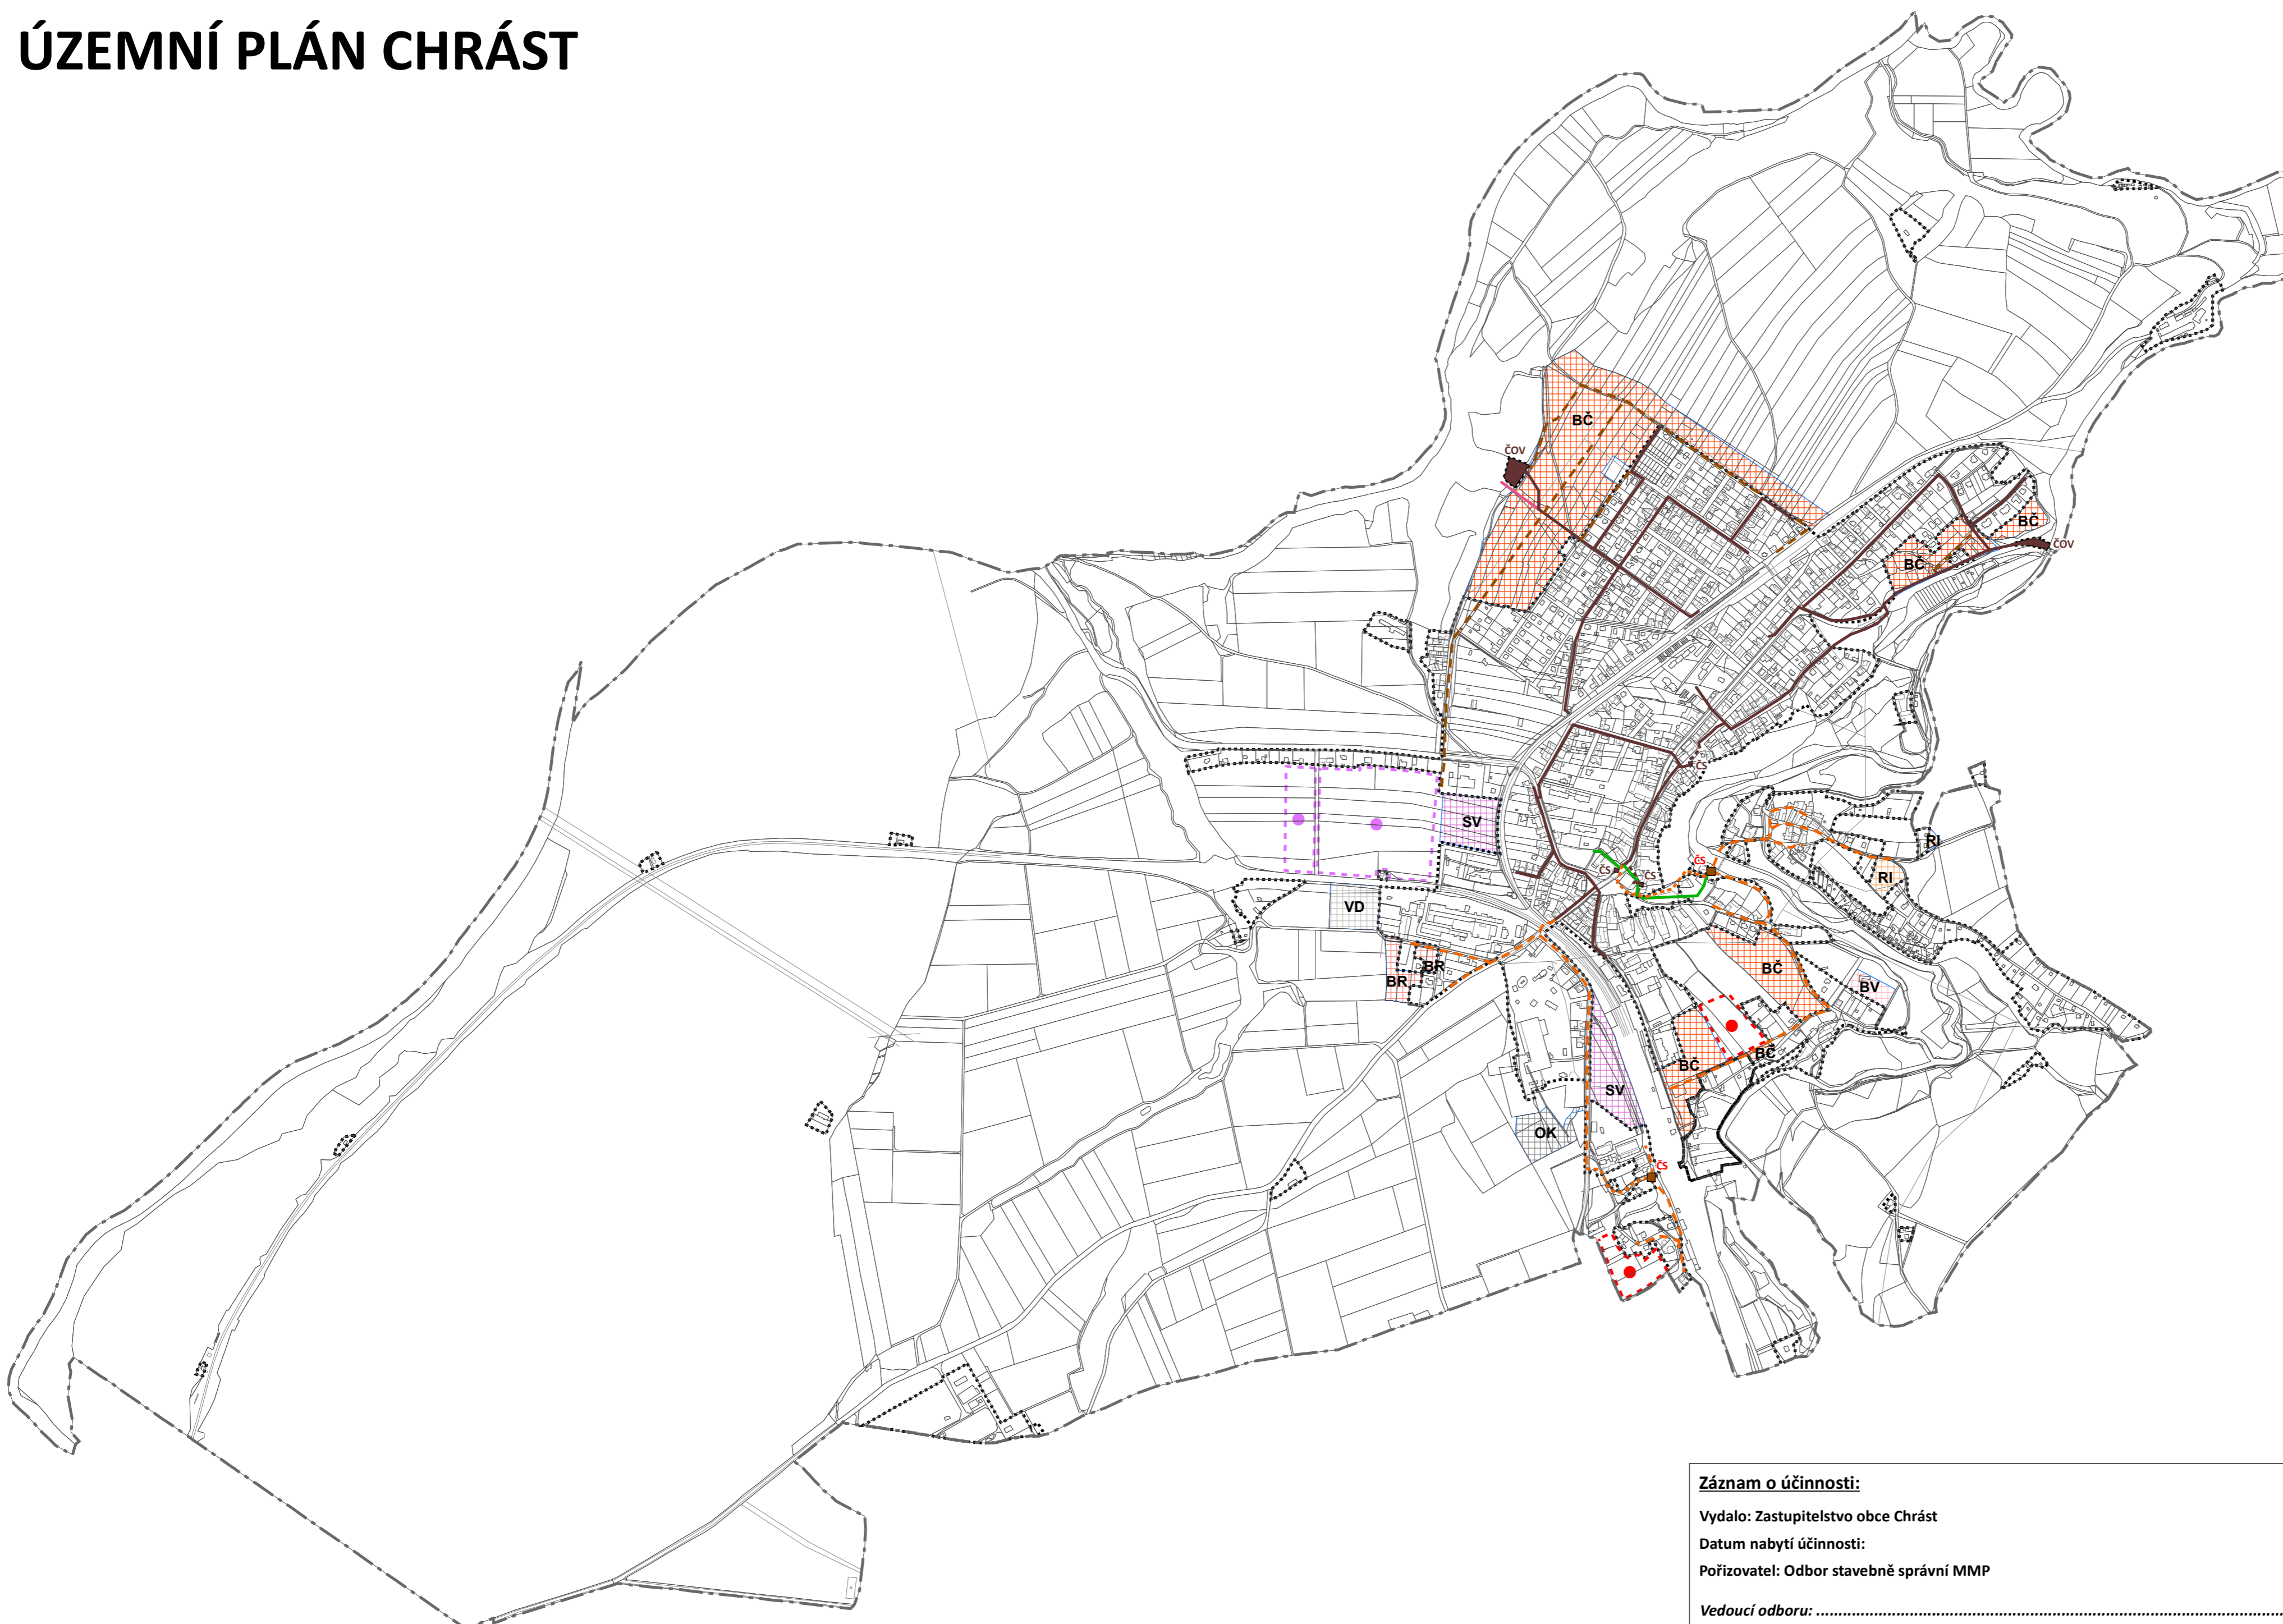 ÚZEMNÍ PLÁN CHRÁST
BČ
ČOV
BČ
ČOV
BČ
ČS
SV
RI
ČS
ČS
ČS
RI
VD
BR
BR
BČ
BV
BČ
BČ
SV
OK
ČS
Záznam o účinnosti:
Vydalo: Zastupitelstvo obce Chrást
Datum nabytí účinnosti:
Pořizovatel: Odbor stavebně správní MMP
Vedoucí odboru: ........................................................................................................................